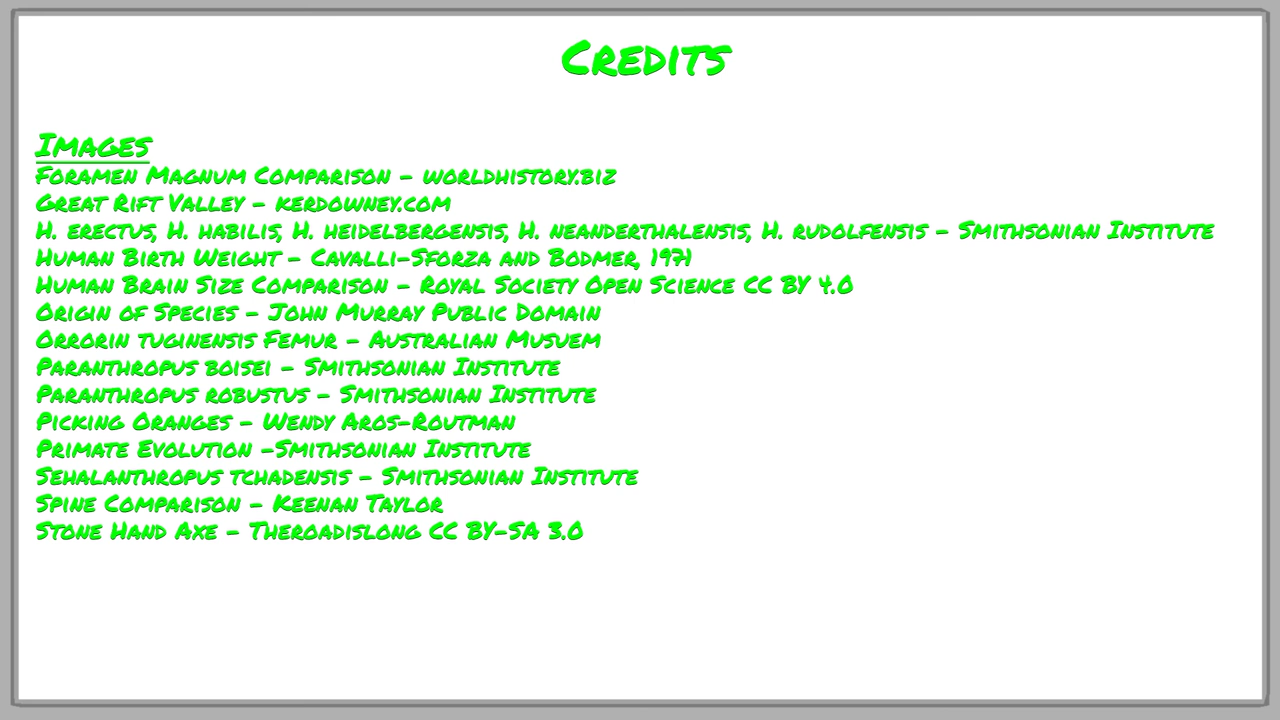 Credits
Images
Foramen Magnum Comparison - worldhistory.biz
Great Rift Valley - kerdowney.com
H. erectus, H. habilis, H. heidelbergensis, H. neanderthalensis, H. rudolfensis - Smithsonian Institute
Human Birth Weight - Cavalli-Sforza and Bodmer, 1971
Human Brain Size Comparison - Royal Society Open Science CC BY 4.0
Origin of Species - John Murray Public Domain
Orrorin tuginensis Femur - Australian Musuem
Paranthropus boisei - Smithsonian Institute
Paranthropus robustus - Smithsonian Institute
Picking Oranges - Wendy Aros-Routman
Primate Evolution -Smithsonian Institute
Sehalanthropus tchadensis - Smithsonian Institute
Spine Comparison - Keenan Taylor
Stone Hand Axe - Theroadislong CC BY-SA 3.0